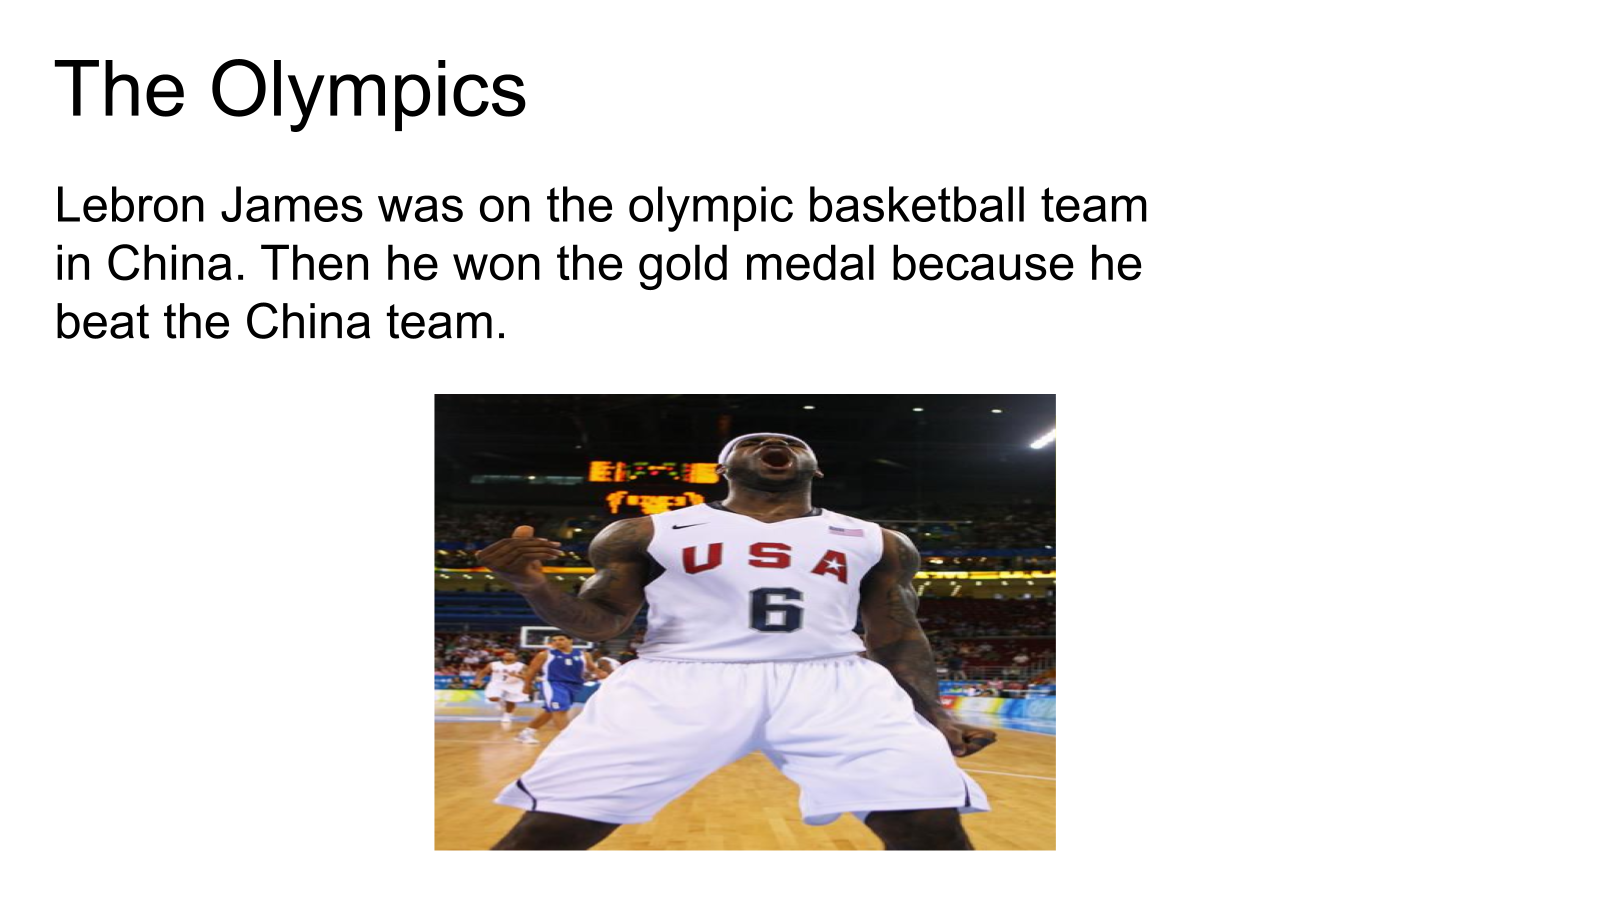 The Olympics
Lebron James was on the olympic basketball team
in China. Then he won the gold medal because he
beat the China team.
USA
6